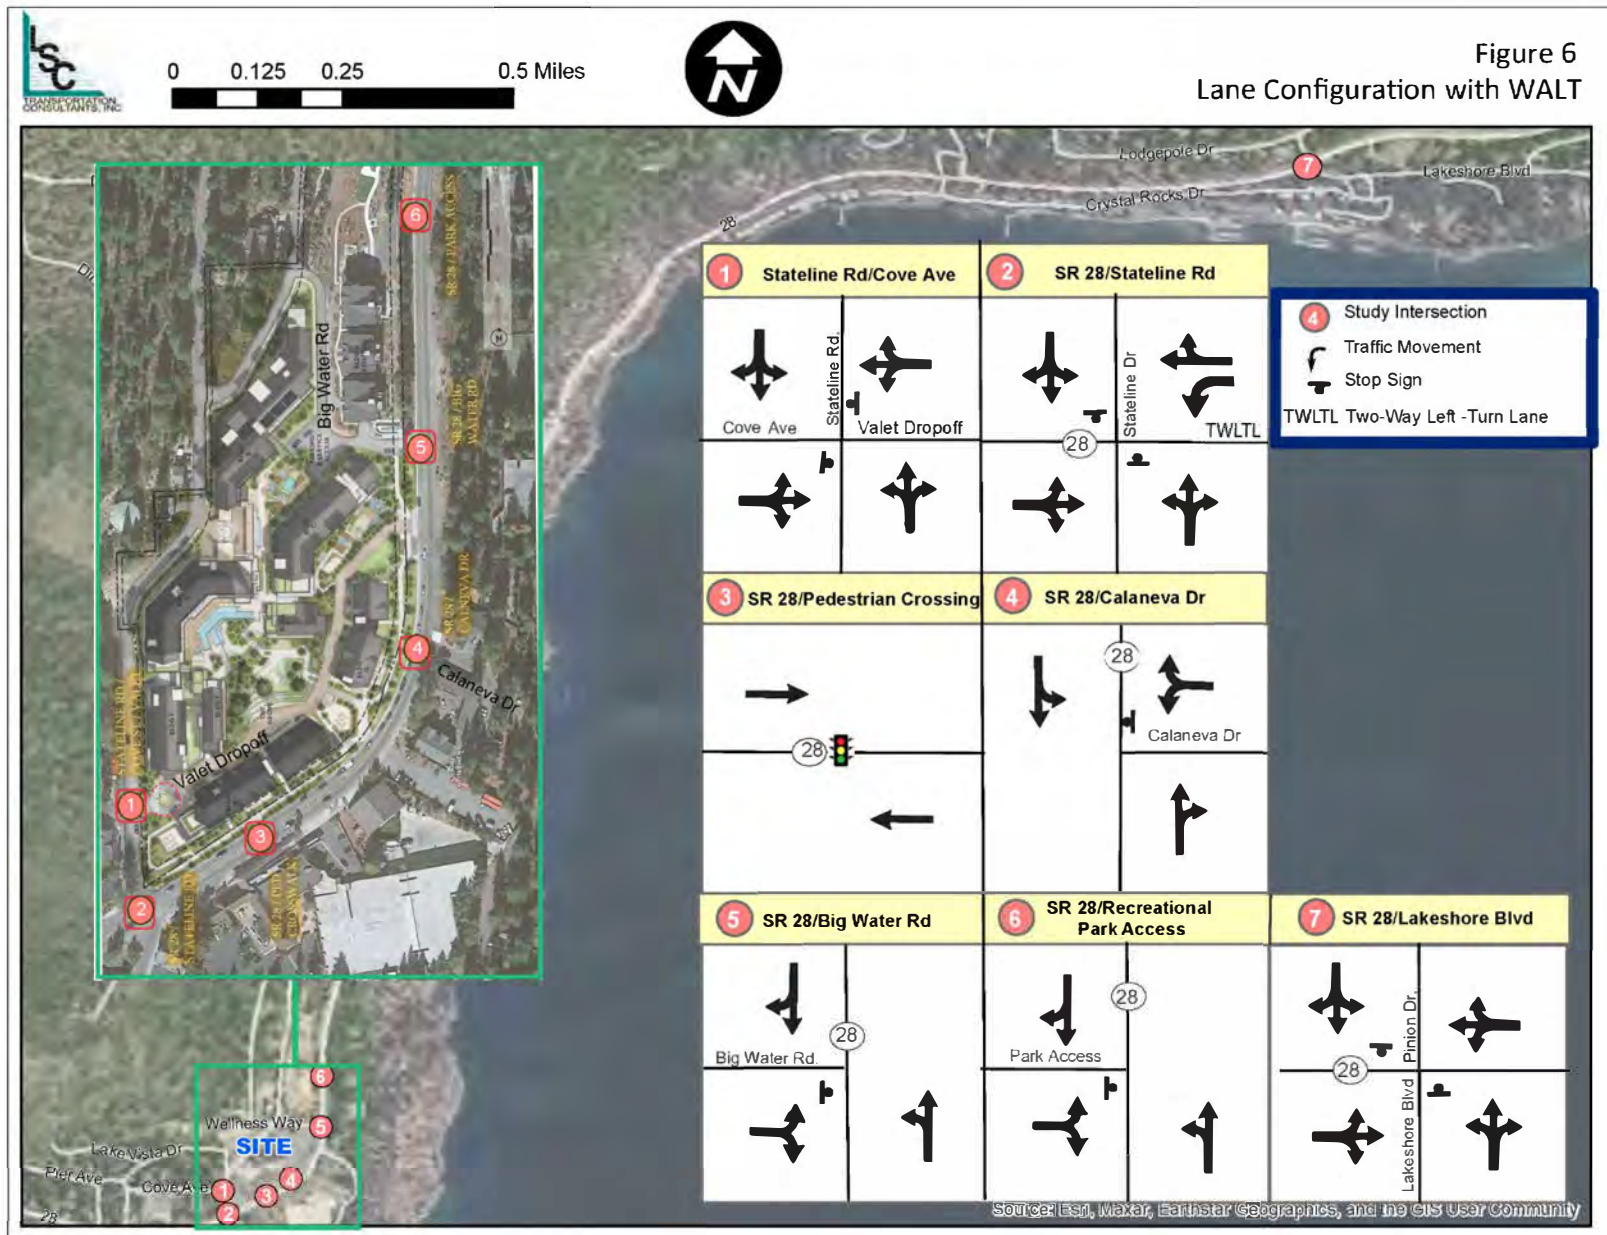 LSC
TRANSPORTATION
CONSULTANTS, INC
0 0.125 0.25 0.5 Miles
N
Figure 6
Lane Configuration with WALT
Lodgepole Dr
7
Lakeshore Blvd
Crystal Rocks Dr
28
6
SR 28 / PARK ACCESS
Big Water Rd
SR 28 / BIG
WATER RD
5
SR 28 /
CALNEVA DR
4
Calaneva Dr
STATELINE RD /
Valet Dropoff
1
3
2
SR 28 /
STATELINE RD
SR 28 / PED
CROSSWALK
1 Stateline Rd/Cove Ave
Stateline Rd.
Cove Ave
Valet Dropoff
2 SR 28/Stateline Rd
Stateline Dr
TWLTL
28
4 Study Intersection
Traffic Movement
Stop Sign
TWLTL Two-Way Left -Turn Lane
3 SR 28/Pedestrian Crossing
28
4 SR 28/Calaneva Dr
28
Calaneva Dr
5 SR 28/Big Water Rd
28
Big Water Rd.
6 SR 28/Recreational
Park Access
28
Park Access
7 SR 28/Lakeshore Blvd
Pinion Dr.
28
Lakeshore Blvd
6
Wellness Way
5
SITE
Lake Vista Dr
Pier Ave
Cove Ave
1
3
4
2
28
Source: Esri, Maxar, Earthstar Geographics, and the GIS User Community